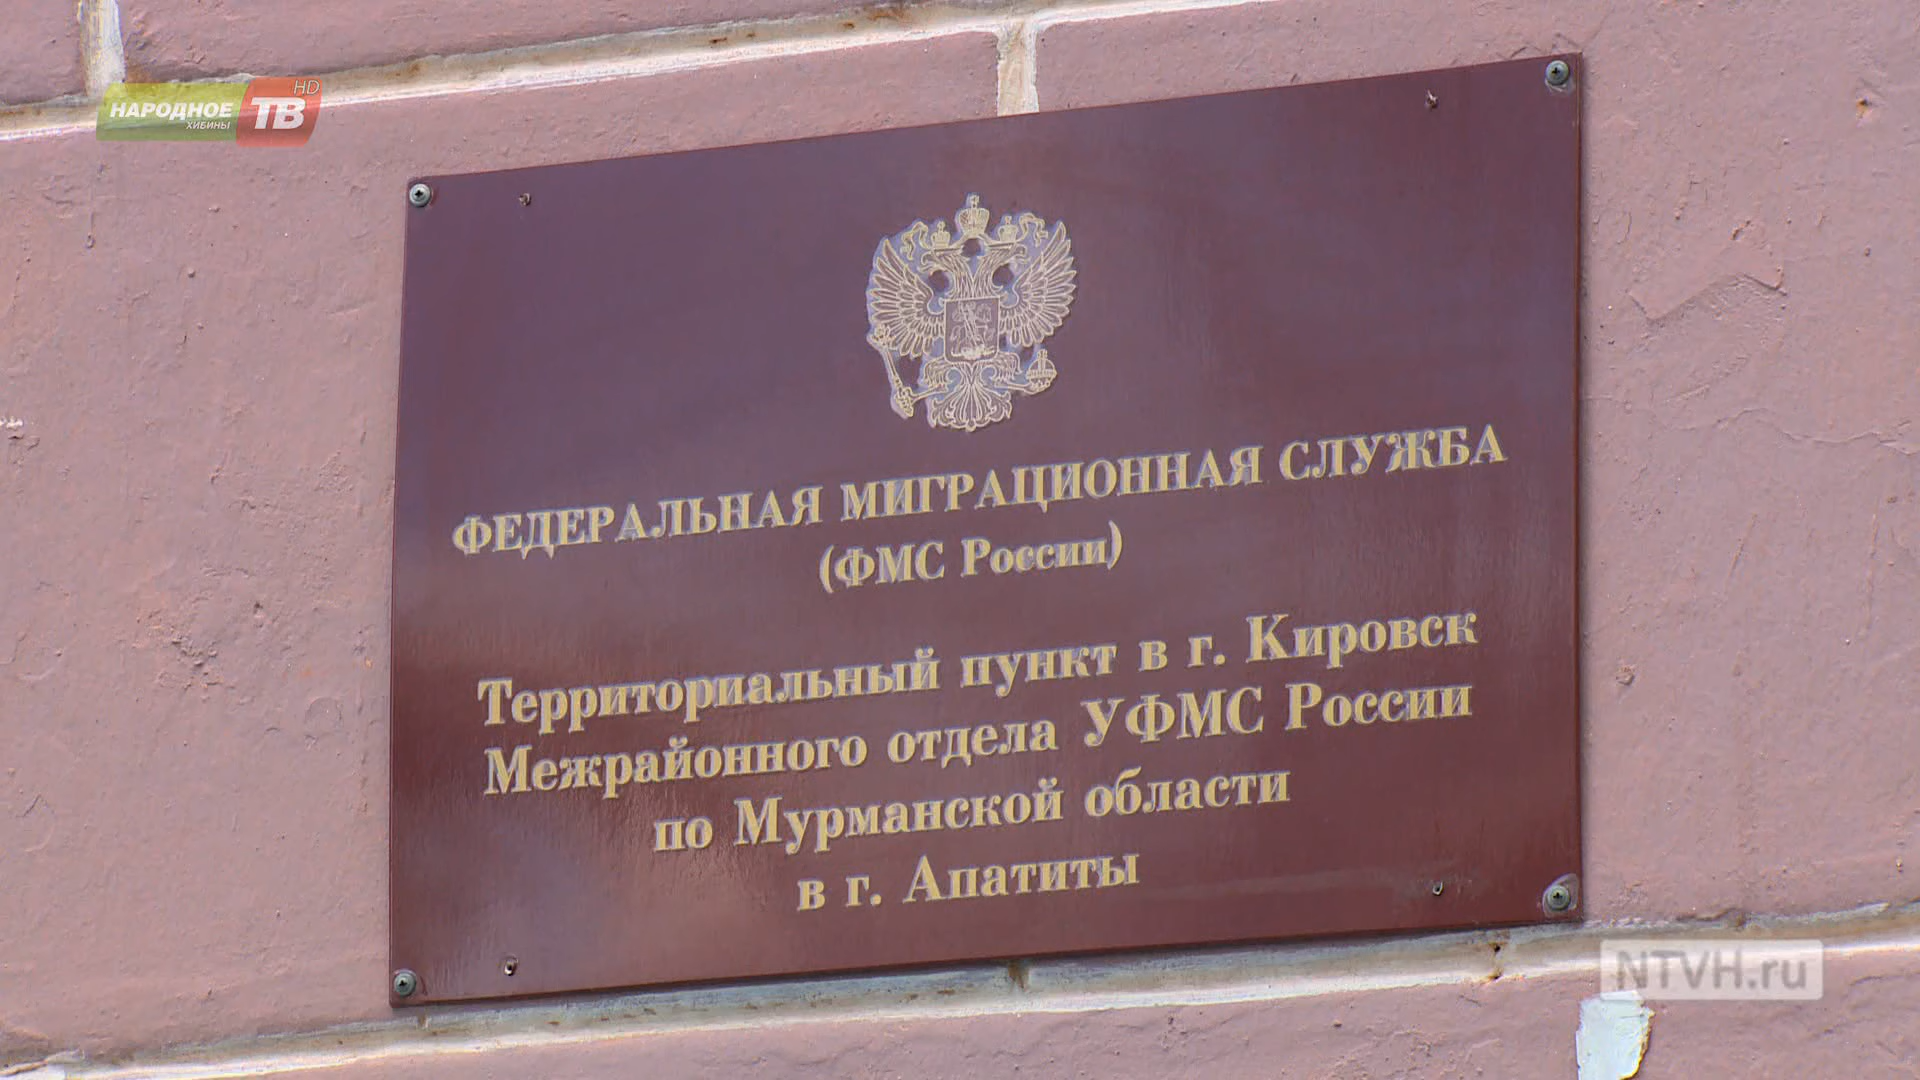 НАРОДНОЕ ТВ HD
ХИБИНЫ
ФЕДЕРАЛЬНАЯ МИГРАЦИОННАЯ СЛУЖБА
(ФМС России)
Территориальный пункт в г. Кировск
Межрайонного отдела УФМС России
по Мурманской области
в г. Апатиты
NTVH.ru